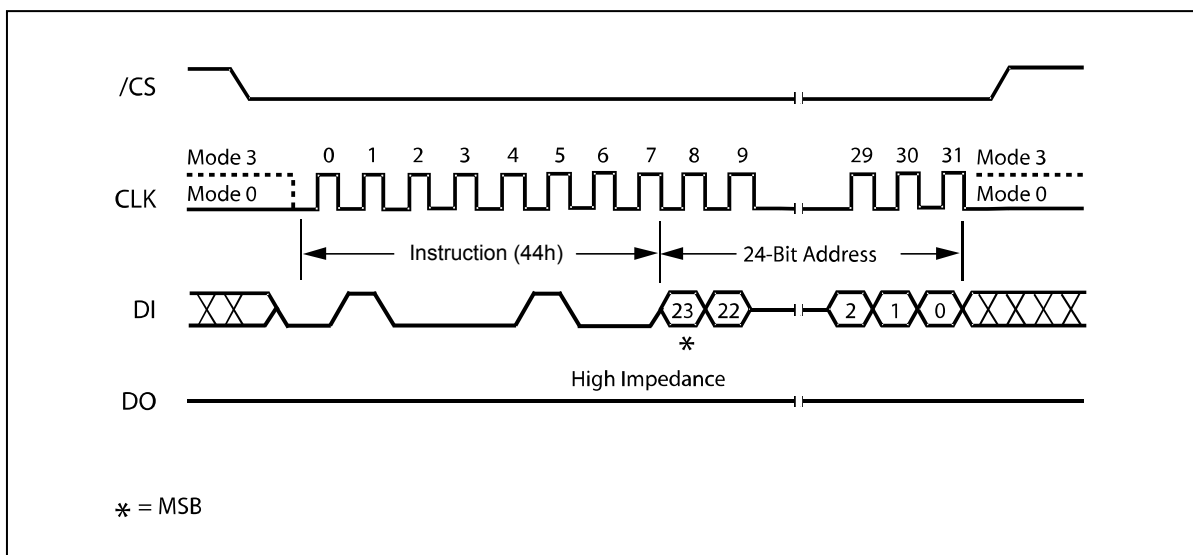 /CS
Mode 3 0 1 2 3 4 5 6 7 8 9 29 30 31 Mode 3
CLK Mode 0 Mode 0
Instruction (44h) 24-Bit Address
DI 23 22 2 1 0
*
High Impedance
DO
* = MSB